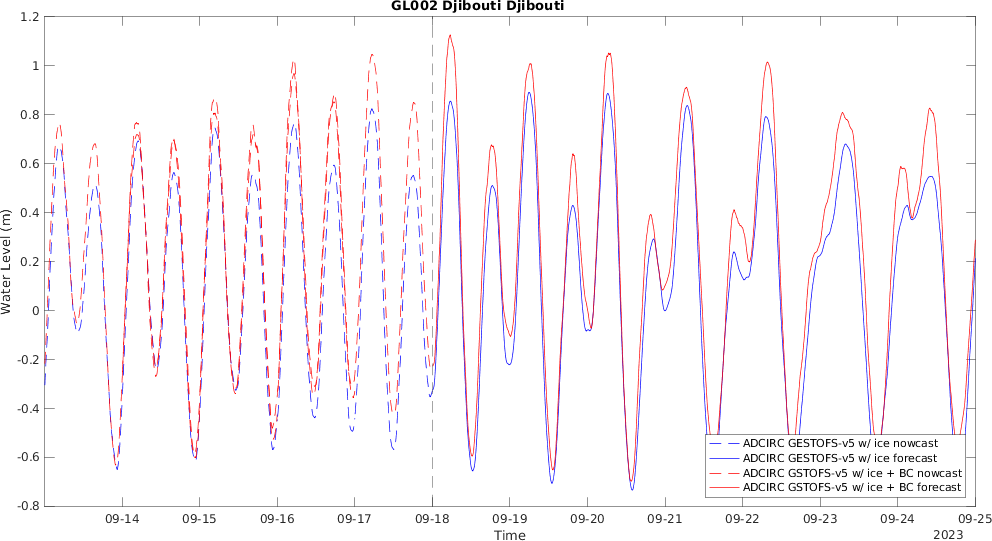 GL002 Djibouti Djibouti
1.2
1
0.8
0.6
0.4
0.2
0
-0.2
-0.4
-0.6
-0.8
Water Level (m)
09-14 09-15 09-16 09-17 09-18 09-19 09-20 09-21 09-22 09-23 09-24 09-25
Time
2023
ADCIRC GESTOFS-v5 w/ ice nowcast
ADCIRC GESTOFS-v5 w/ ice forecast
ADCIRC GSTOFS-v5 w/ ice + BC nowcast
ADCIRC GSTOFS-v5 w/ ice + BC forecast